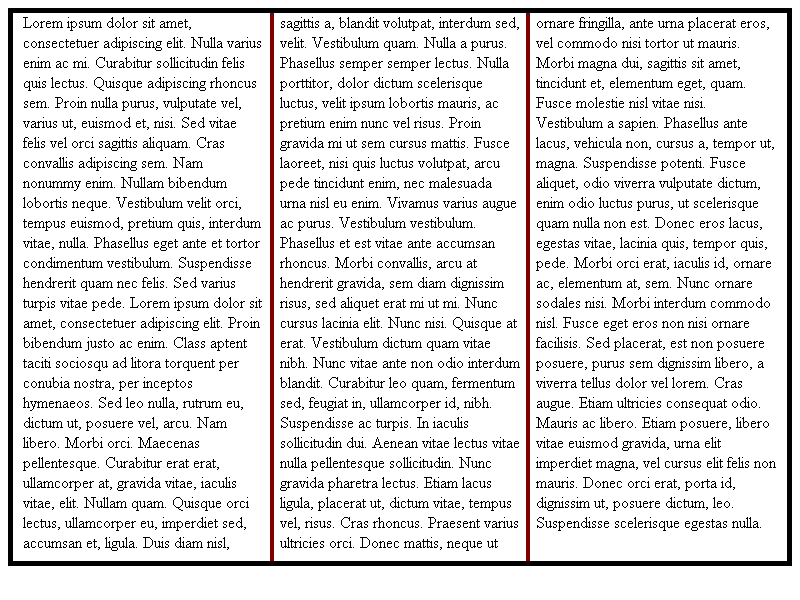 Lorem ipsum dolor sit amet,
consectetuer adipiscing elit. Nulla varius
enim ac mi. Curabitur sollicitudin felis
quis lectus. Quisque adipiscing rhoncus
sem. Proin nulla purus, vulputate vel,
varius ut, euismod et, nisi. Sed vitae
felis vel orci sagittis aliquam. Cras
convallis adipiscing sem. Nam
nonummy enim. Nullam bibendum
lobortis neque. Vestibulum velit orci,
tempus euismod, pretium quis, interdum
vitae, nulla. Phasellus eget ante et tortor
condimentum vestibulum. Suspendisse
hendrerit quam nec felis. Sed varius
turpis vitae pede. Lorem ipsum dolor sit
amet, consectetuer adipiscing elit. Proin
bibendum justo ac enim. Class aptent
taciti sociosqu ad litora torquent per
conubia nostra, per inceptos
hymenaeos. Sed leo nulla, rutrum eu,
dictum ut, posuere vel, arcu. Nam
libero. Morbi orci. Maecenas
pellentesque. Curabitur erat erat,
ullamcorper at, gravida vitae, iaculis
vitae, elit. Nullam quam. Quisque orci
lectus, ullamcorper eu, imperdiet sed,
accumsan et, ligula. Duis diam nisl,
sagittis a, blandit volutpat, interdum sed,
velit. Vestibulum quam. Nulla a purus.
Phasellus semper semper lectus. Nulla
porttitor, dolor dictum scelerisque
luctus, velit ipsum lobortis mauris, ac
pretium enim nunc vel risus. Proin
gravida mi ut sem cursus mattis. Fusce
laoreet, nisi quis luctus volutpat, arcu
pede tincidunt enim, nec malesuada
urna nisl eu enim. Vivamus varius augue
ac purus. Vestibulum vestibulum.
Phasellus et est vitae ante accumsan
rhoncus. Morbi convallis, arcu at
hendrerit gravida, sem diam dignissim
risus, sed aliquet erat mi ut mi. Nunc
cursus lacinia elit. Nunc nisi. Quisque at
erat. Vestibulum dictum quam vitae
nibh. Nunc vitae ante non odio interdum
blandit. Curabitur leo quam, fermentum
sed, feugiat in, ullamcorper id, nibh.
Suspendisse ac turpis. In iaculis
sollicitudin dui. Aenean vitae lectus vitae
nulla pellentesque sollicitudin. Nunc
gravida pharetra lectus. Etiam lacus
ligula, placerat ut, dictum vitae, tempus
vel, risus. Cras rhoncus. Praesent varius
ultricies orci. Donec mattis, neque ut
ornare fringilla, ante urna placerat eros,
vel commodo nisi tortor ut mauris.
Morbi magna dui, sagittis sit amet,
tincidunt et, elementum eget, quam.
Fusce molestie nisl vitae nisi.
Vestibulum a sapien. Phasellus ante
lacus, vehicula non, cursus a, tempor ut,
magna. Suspendisse potenti. Fusce
aliquet, odio viverra vulputate dictum,
enim odio luctus purus, ut scelerisque
quam nulla non est. Donec eros lacus,
egestas vitae, lacinia quis, tempor quis,
pede. Morbi orci erat, iaculis id, ornare
ac, elementum at, sem. Nunc ornare
sodales nisi. Morbi interdum commodo
nisl. Fusce eget eros non nisi ornare
facilisis. Sed placerat, est non posuere
posuere, purus sem dignissim libero, a
viverra tellus dolor vel lorem. Cras
augue. Etiam ultricies consequat odio.
Mauris ac libero. Etiam posuere, libero
vitae euismod gravida, urna elit
imperdiet magna, vel cursus elit felis non
mauris. Donec orci erat, porta id,
dignissim ut, posuere dictum, leo.
Suspendisse scelerisque egestas nulla.